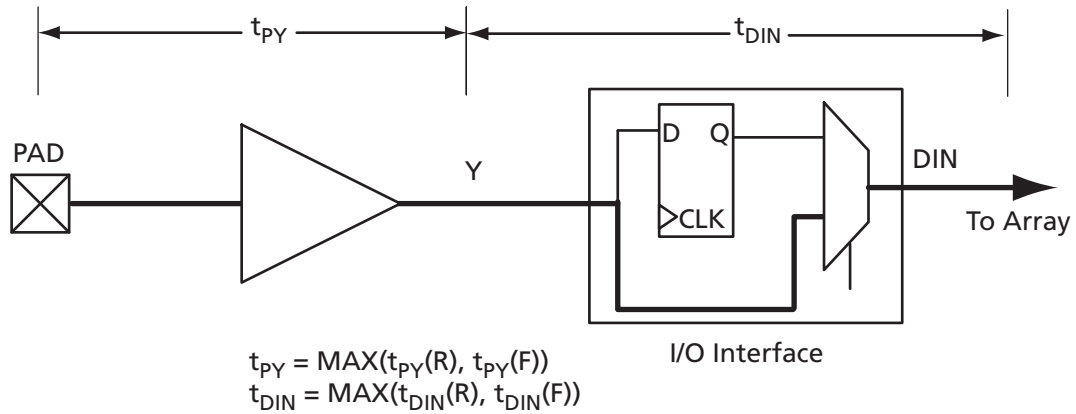 tPY
tDIN
PAD
Y
D Q
CLK
DIN
To Array
I/O Interface
tPY = MAX(tPY(R), tPY(F))
tDIN = MAX(tDIN(R), tDIN(F))